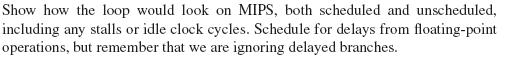 Show how the loop would look on MIPS, both scheduled and unscheduled,
including any stalls or idle clock cycles. Schedule for delays from floating-point
operations, but remember that we are ignoring delayed branches.